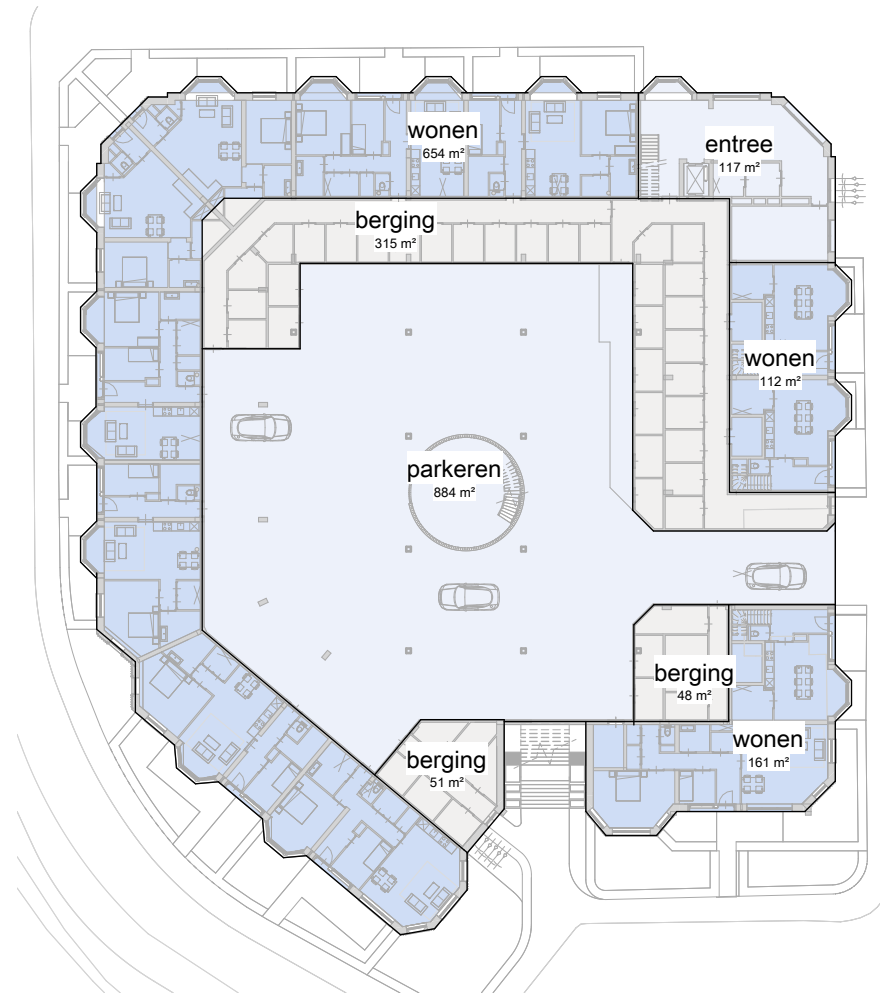 wonen
654 m²
entree
117 m²
berging
315 m²
wonen
112 m²
parkeren
884 m²
berging
48 m²
wonen
161 m²
berging
51 m²